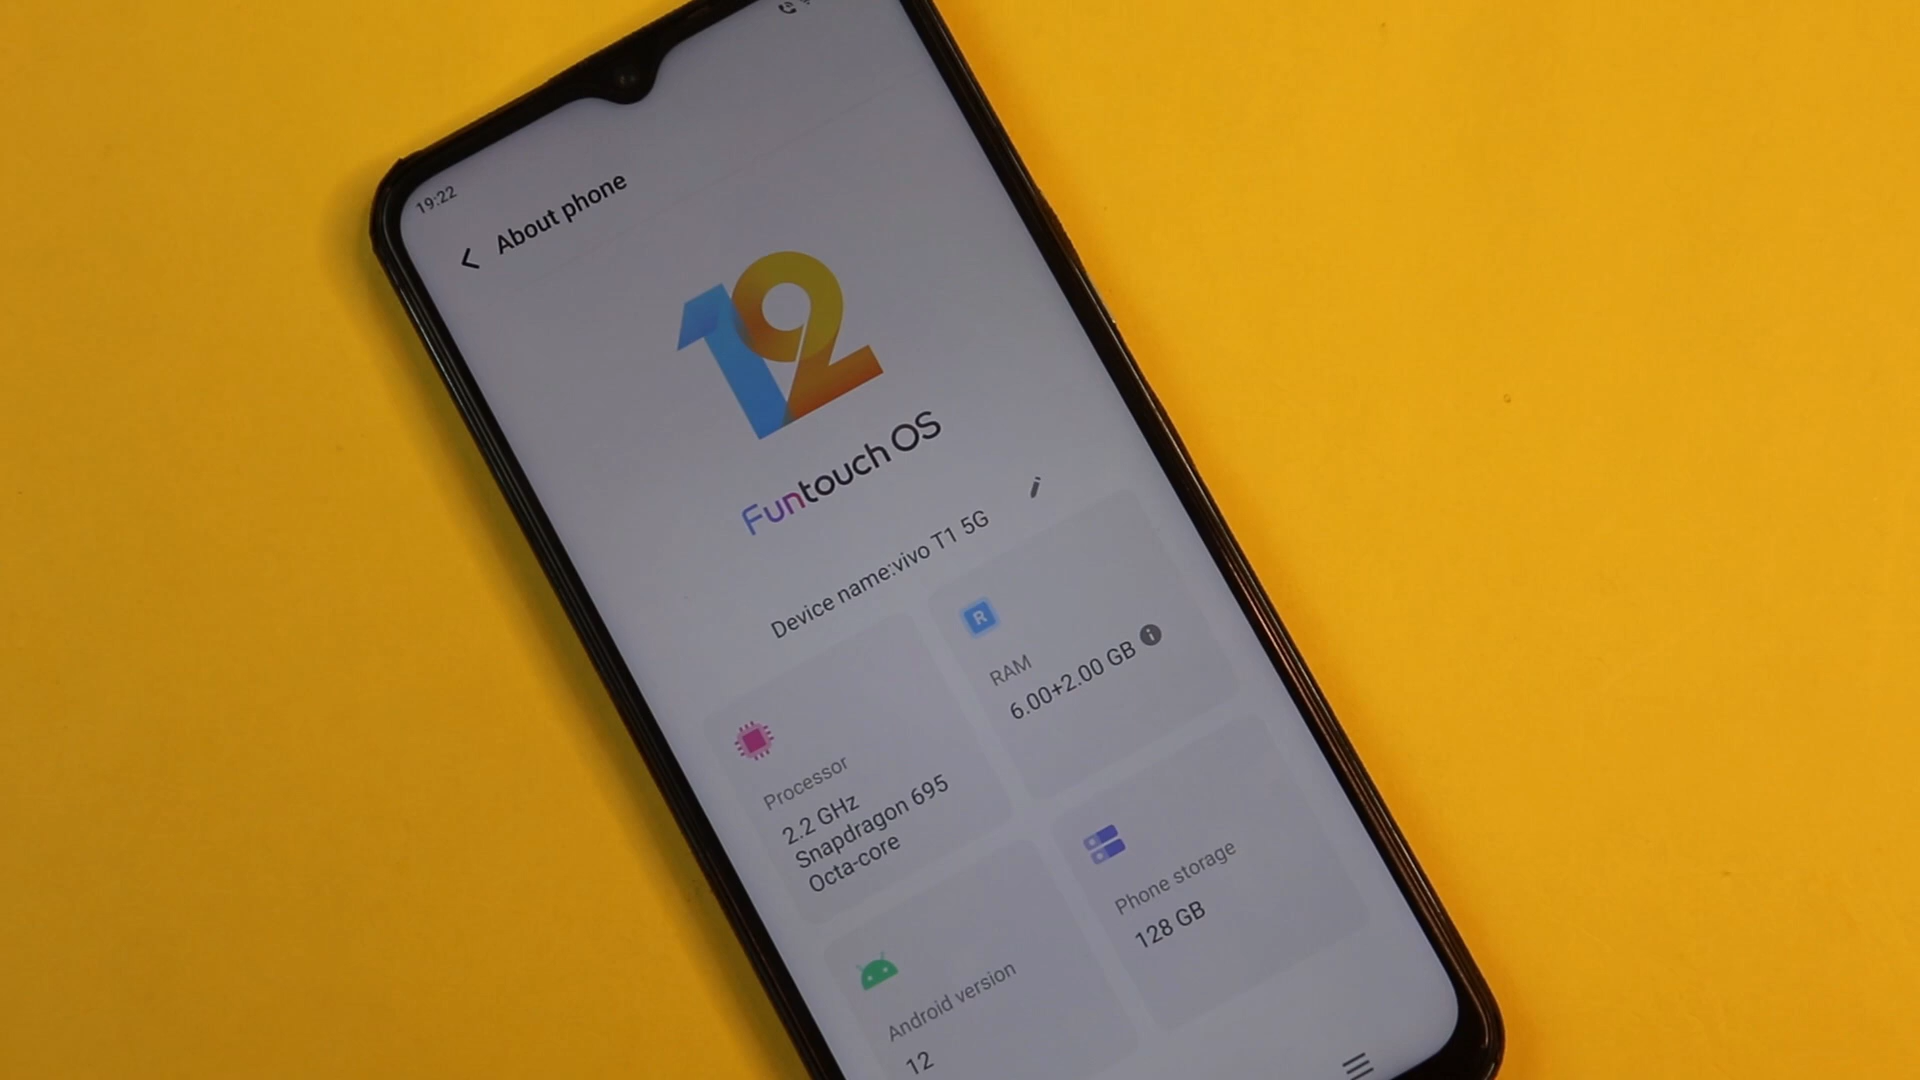 19:22
About phone
12
Funtouch OS
Device name:vivo T1 5G
Processor
2.2 GHz
Snapdragon 695
Octa-core
R
RAM
6.00+2.00 GB
Android version
12
Phone storage
128 GB